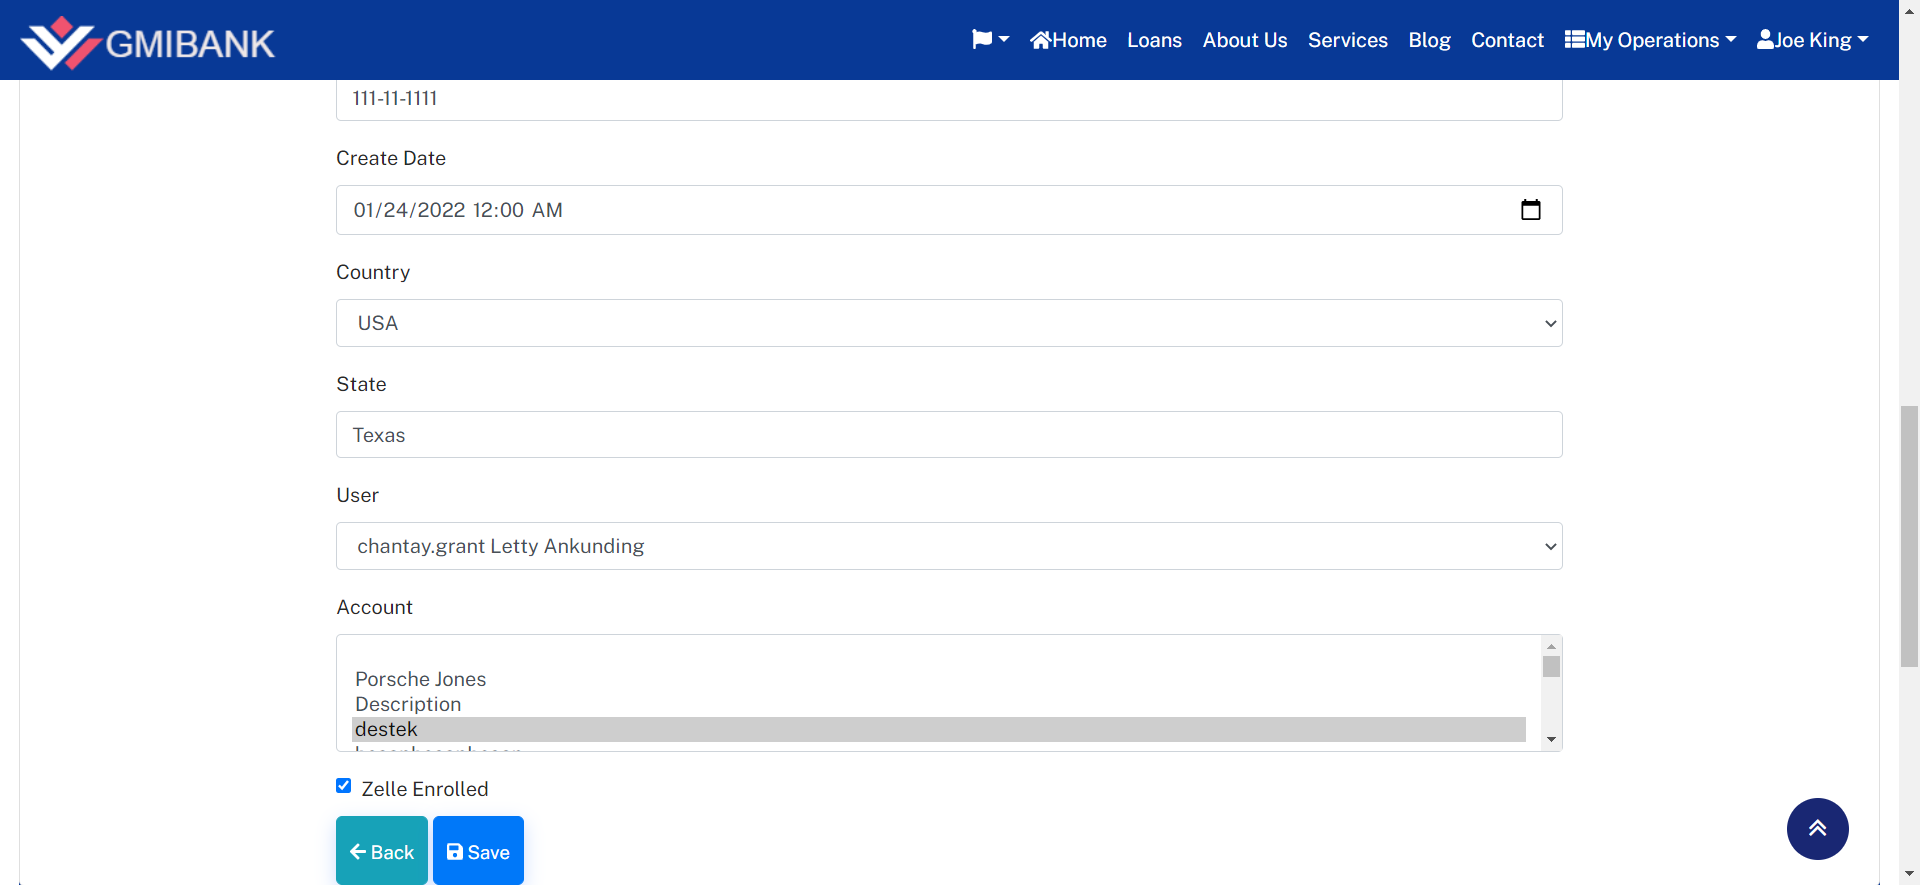 GMIBANK
Home Loans About Us Services Blog Contact My Operations Joe King
111-11-1111
Create Date
01/24/2022 12:00 AM
Country
USA
State
Texas
User
chantay.grant Letty Ankunding
Account
Porsche Jones
Description
destek
Zelle Enrolled
Back Save